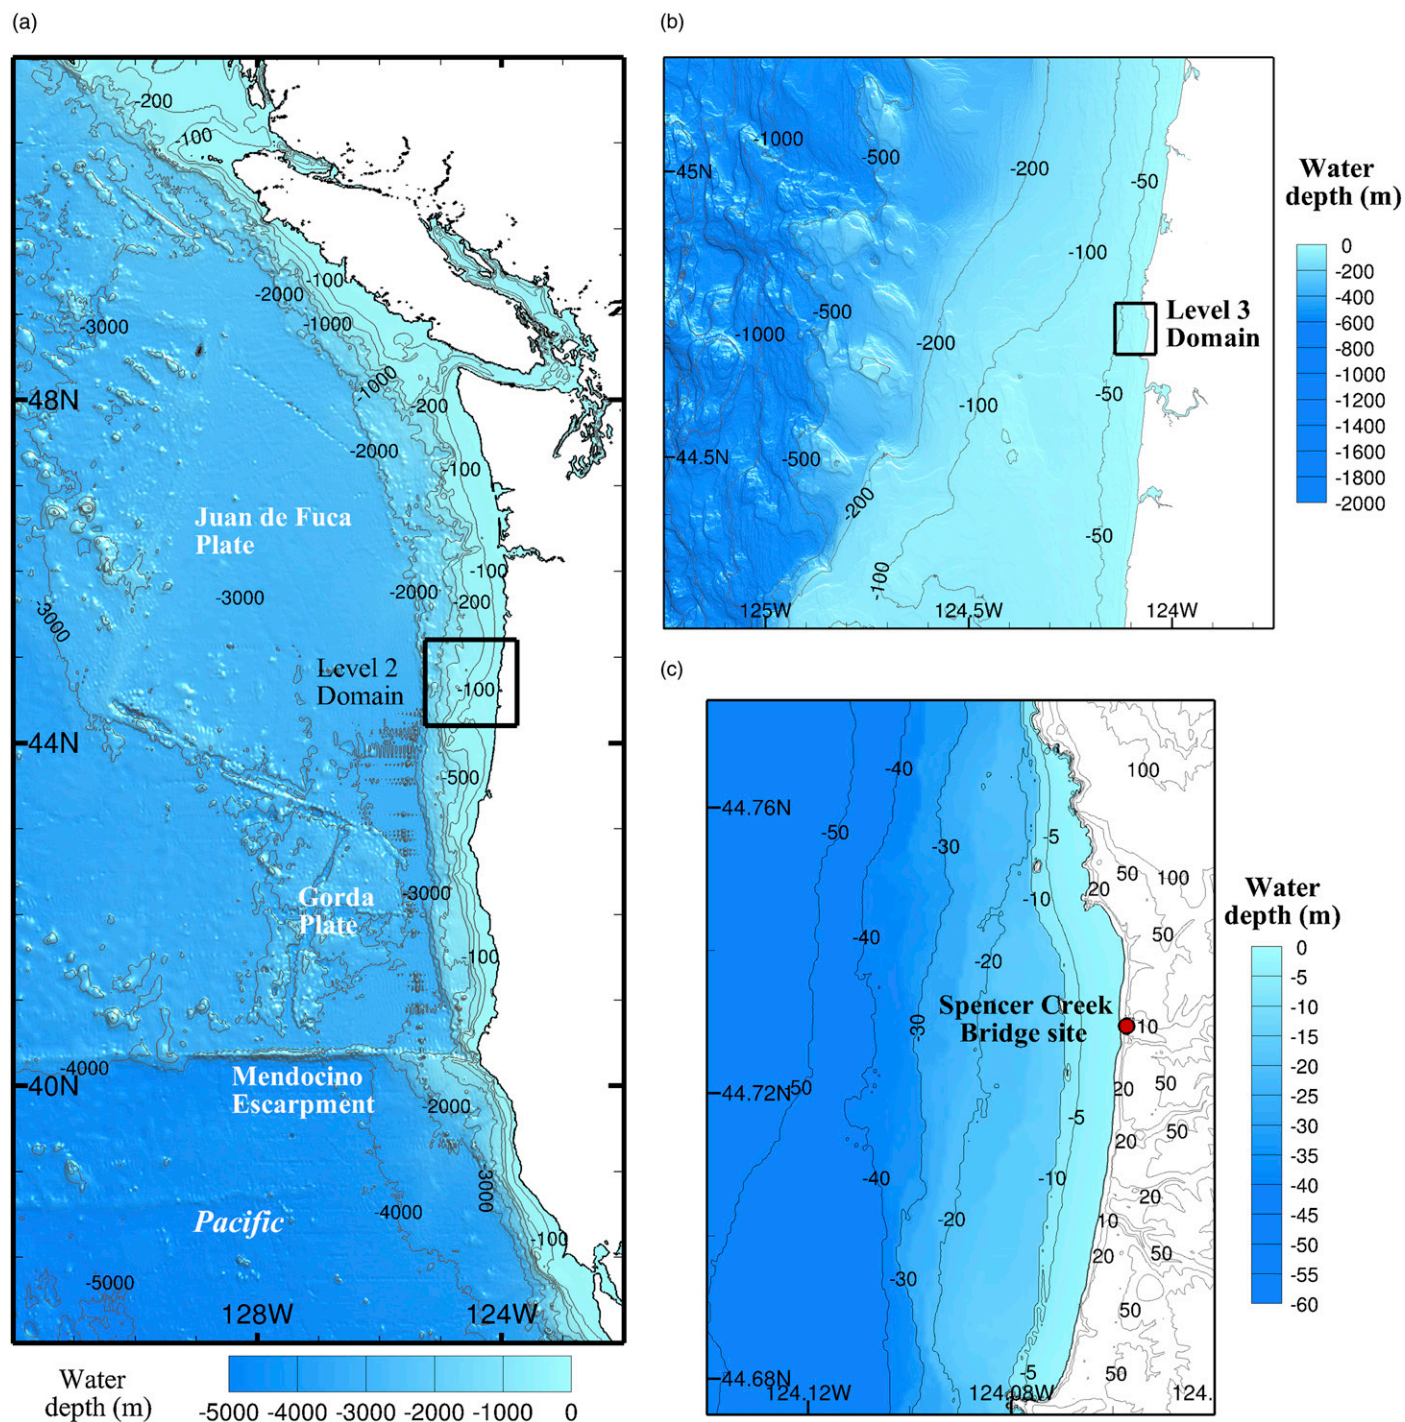 (a)
-200
-100
-100
-2000
-1000
-3000
-1000
48N
-200
-2000
-100
Juan de Fuca
Plate
-100
-2000
-3000
-200
-3000
Level 2
Domain
-100
44N
-500
Gorda
Plate
-3000
-100
-4000
40N
Mendocino
Escarpment
-2000
-3000
-4000
Pacific
-100
-5000
128W
124W
Water
depth (m)
-5000 -4000 -3000 -2000 -1000 0
(b)
-1000
-500
45N
-200
-50
-100
-500
-1000
-200
Level 3
Domain
-100
-50
-500
44.5N
-200
-50
-100
125W
124.5W
124W
Water
depth (m)
0
-200
-400
-600
-800
-1000
-1200
-1400
-1600
-1800
-2000
(c)
-40
100
44.76N
-50
-5
-30
50
100
20
-10
50
-40
-20
Spencer Creek
Bridge site
-30
10
-50
44.72N
20
50
-5
20
50
-40
-10
20
-20
10
20
50
-30
50
-5
50
44.68N
124.12W
124.08W
124.
Water
depth (m)
0
-5
-10
-15
-20
-25
-30
-35
-40
-45
-50
-55
-60